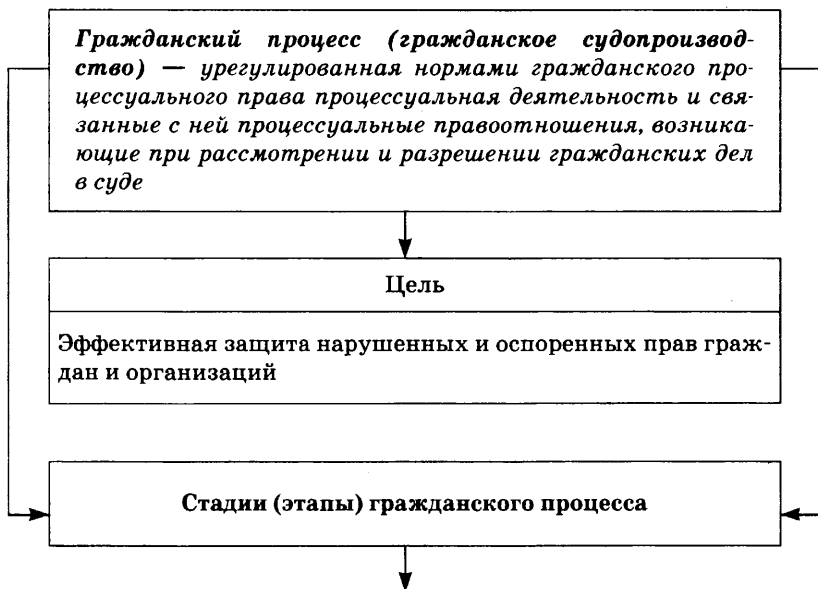 Гражданский процесс (гражданское судопроизвод-
ство) — урегулированная нормами гражданского про-
цессуального права процессуальная деятельность и свя-
занные с ней процессуальные правоотношения, возника-
ющие при рассмотрении и разрешении гражданских дел
в суде
Цель
Эффективная защита нарушенных и оспоренных прав граж-
дан и организаций
Стадии (этапы) гражданского процесса